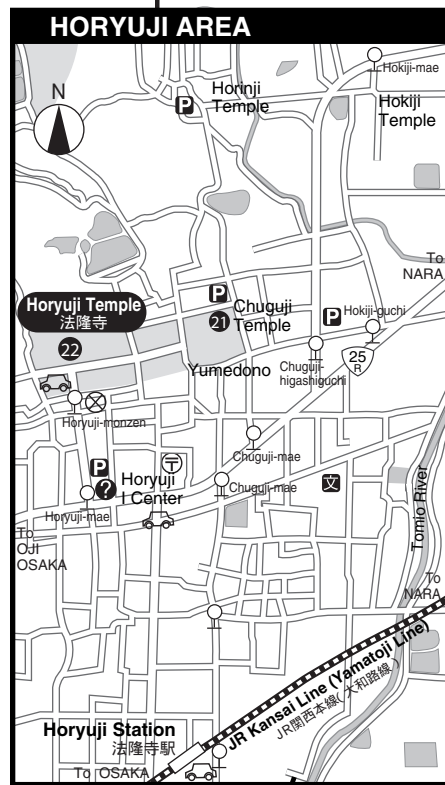 HORYUJI AREA
Hokiji-mae
N
P
Horinji
Temple
Hokiji
Temple
To
NARA
Horyuji Temple
法隆寺
P
21
Chuguji
Temple
P
Hokiji-guchi
22
Yumedono
Chuguji-
higashiguchi
25
R
Horyuji-monzen
〒
Chuguji-mae
P
?
Horyuji
I Center
Chuguji-mae
文
Horyuji-mae
Tomio River
To
OJI
OSAKA
To
NARA
JR Kansai Line (Yamatoji Line)
JR関西本線(大和路線)
Horyuji Station
法隆寺駅
To OSAKA